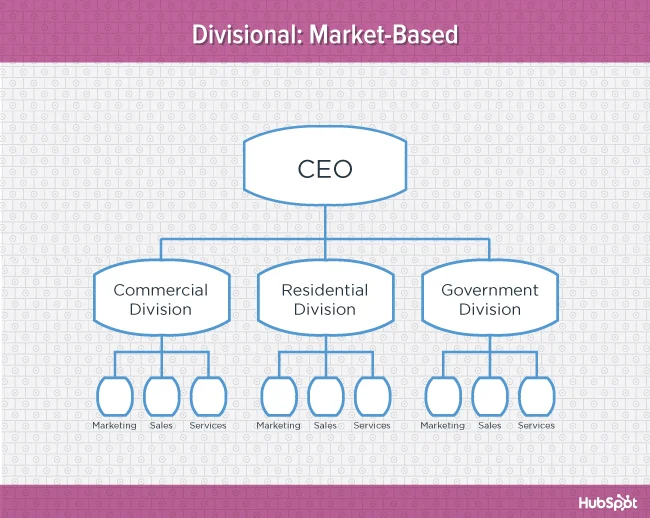 Divisional: Market-Based
CEO
Commercial
Division
Residential
Division
Government
Division
Marketing Sales Services
Marketing Sales Services
Marketing Sales Services
HubSpot